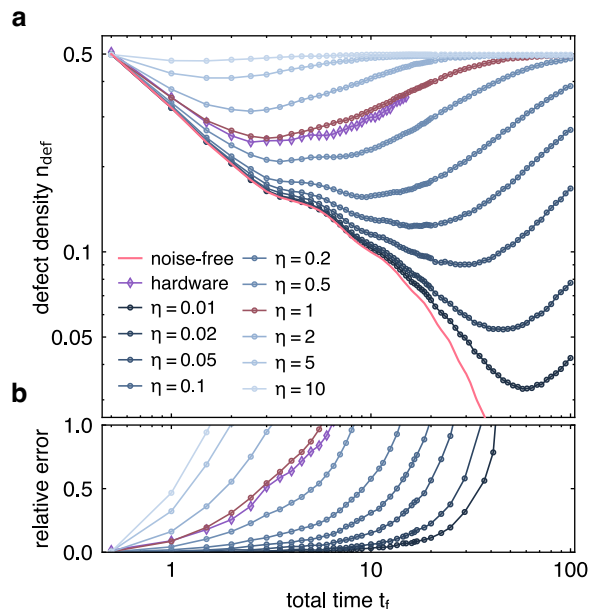 a
0.5
0.1
0.05
defect density n_def
noise-free
hardware
η = 0.01
η = 0.02
η = 0.05
η = 0.1
η = 0.2
η = 0.5
η = 1
η = 2
η = 5
η = 10
b
1.0
0.5
0.0
relative error
1
10
100
total time t_f